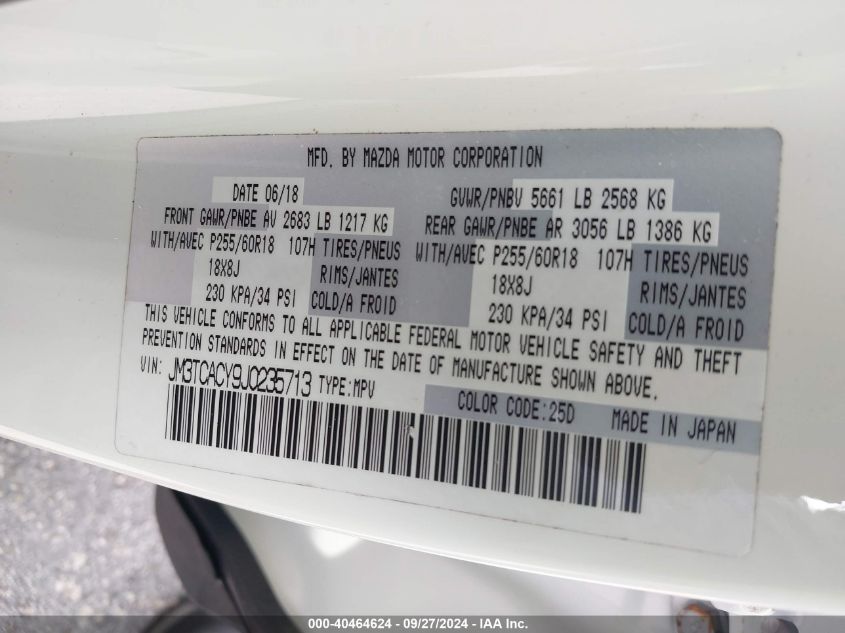 MFD. BY MAZDA MOTOR CORPORATION
DATE 06/18 GVWR/PNBV 5661 LB 2568 KG
FRONT GAWR/PNBE AV 2683 LB 1217 KG REAR GAWR/PNBE AR 3056 LB 1386 KG
WITH/AVEC P255/60R18 107H TIRES/PNEUS WITH/AVEC P255/60R18 107H TIRES/PNEUS
18X8J RIMS/JANTES 18X8J RIMS/JANTES
230 KPA/34 PSI COLD/A FROID 230 KPA/34 PSI COLD/A FROID
THIS VEHICLE CONFORMS TO ALL APPLICABLE FEDERAL MOTOR VEHICLE SAFETY AND THEFT
PREVENTION STANDARDS IN EFFECT ON THE DATE OF MANUFACTURE SHOWN ABOVE.
VIN: JM3TCACY9J0235713 TYPE:MPV
COLOR CODE:25D MADE IN JAPAN
000-40464624 - 09/27/2024 - IAA Inc.